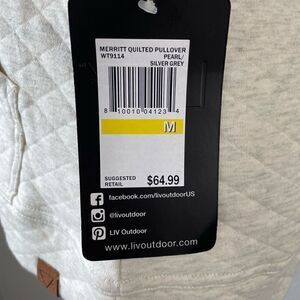 MERRITT QUILTED PULLOVER
WT9114 PEARL/
SILVER GREY
8 10010 04123 4
M
SUGGESTED
RETAIL $64.99
facebook.com/livoutdoorUS
@livoutdoor
LIV Outdoor
www.livoutdoor.com